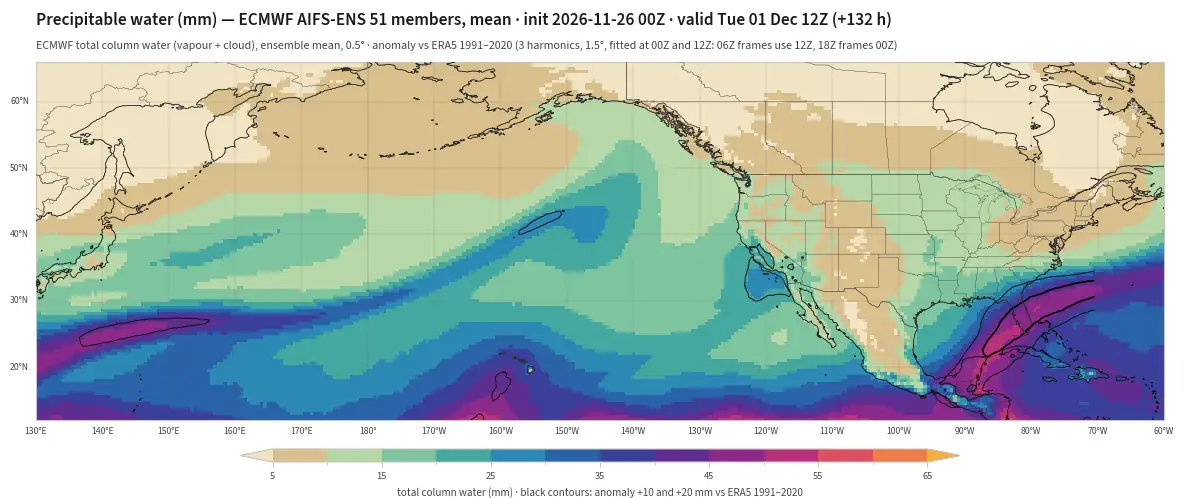 Precipitable water (mm) — ECMWF AIFS-ENS 51 members, mean · init 2026-11-26 00Z · valid Tue 01 Dec 12Z (+132 h)
ECMWF total column water (vapour + cloud), ensemble mean, 0.5° · anomaly vs ERA5 1991–2020 (3 harmonics, 1.5°, fitted at 00Z and 12Z: 06Z frames use 12Z, 18Z frames 00Z)
60°N
50°N
40°N
30°N
20°N
130°E 140°E 150°E 160°E 170°E 180° 170°W 160°W 150°W 140°W 130°W 120°W 110°W 100°W 90°W 80°W 70°W 60°W
5 15 25 35 45 55 65
total column water (mm) · black contours: anomaly +10 and +20 mm vs ERA5 1991–2020